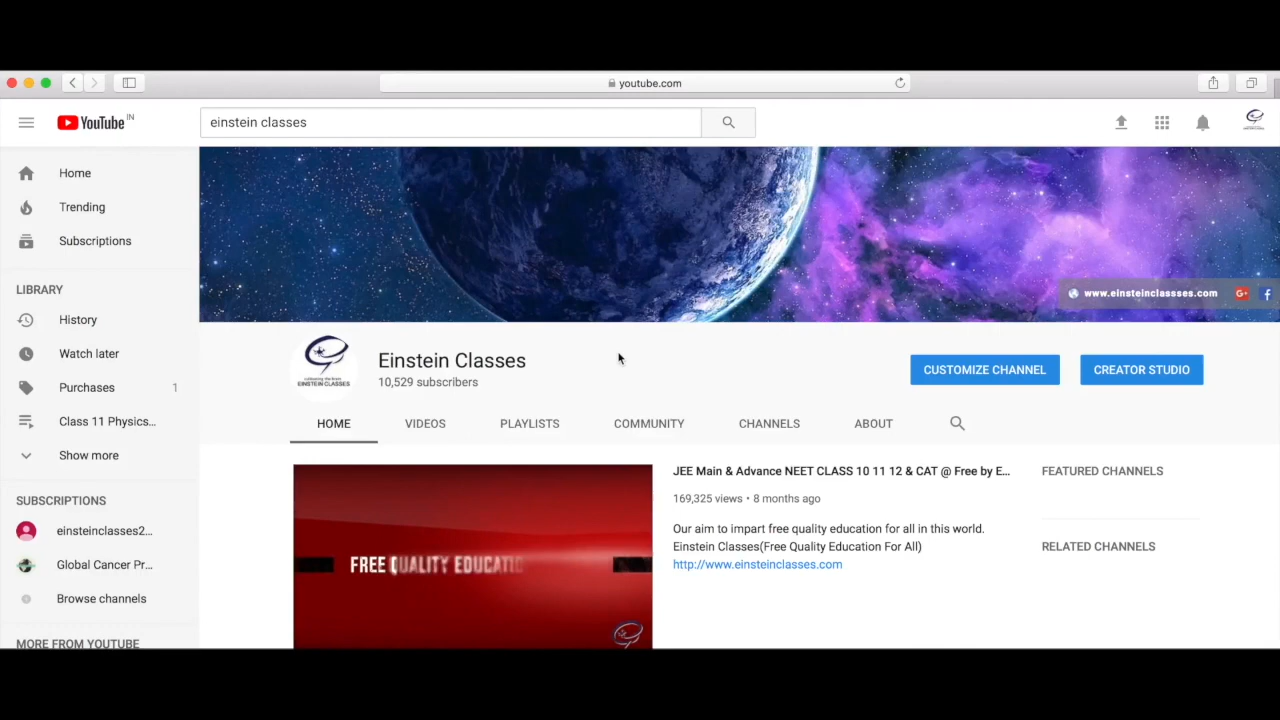 youtube.com
YouTube IN
einstein classes
Home
Trending
Subscriptions
LIBRARY
History
Watch later
Purchases 1
Class 11 Physics...
Show more
SUBSCRIPTIONS
einsteinclasses2...
Global Cancer Pr...
Browse channels
MORE FROM YOUTUBE
www.einsteinclassses.com
EINSTEIN CLASSES
Einstein Classes
10,529 subscribers
CUSTOMIZE CHANNEL
CREATOR STUDIO
HOME VIDEOS PLAYLISTS COMMUNITY CHANNELS ABOUT
FREE QUALITY EDUCATIO
JEE Main & Advance NEET CLASS 10 11 12 & CAT @ Free by E...
169,325 views • 8 months ago
Our aim to impart free quality education for all in this world.
Einstein Classes(Free Quality Education For All)
http://www.einsteinclasses.com
FEATURED CHANNELS
RELATED CHANNELS